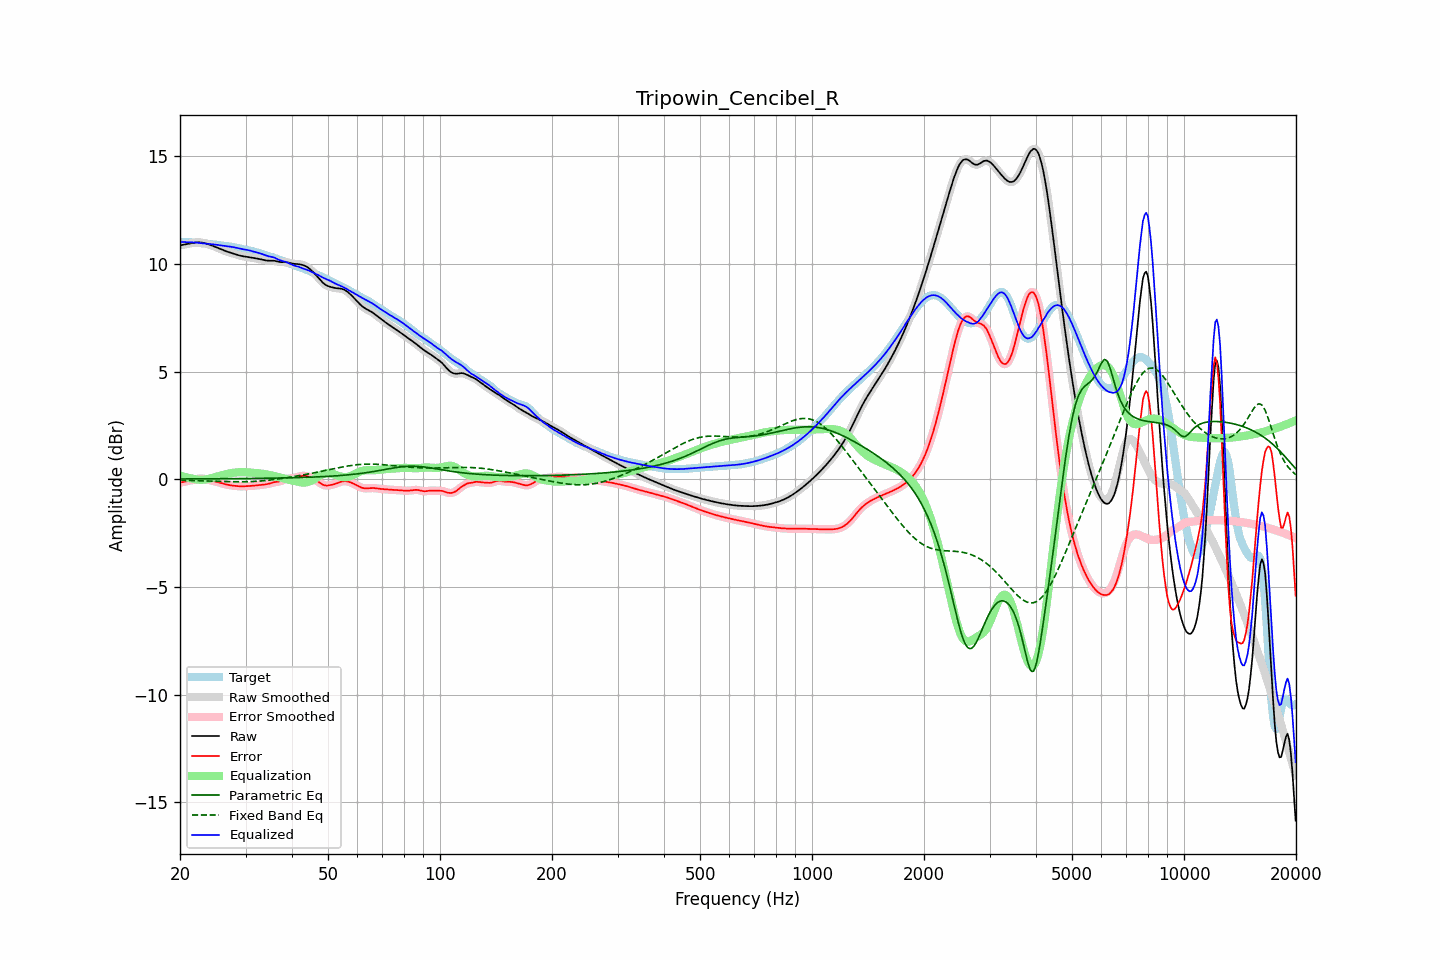 Tripowin_Cencibel_R
Amplitude (dBr)
15
10
5
0
−5
−10
−15
Target
Raw Smoothed
Error Smoothed
Raw
Error
Equalization
Parametric Eq
Fixed Band Eq
Equalized
20
50
100
200
500
1000
2000
5000
10000
20000
Frequency (Hz)